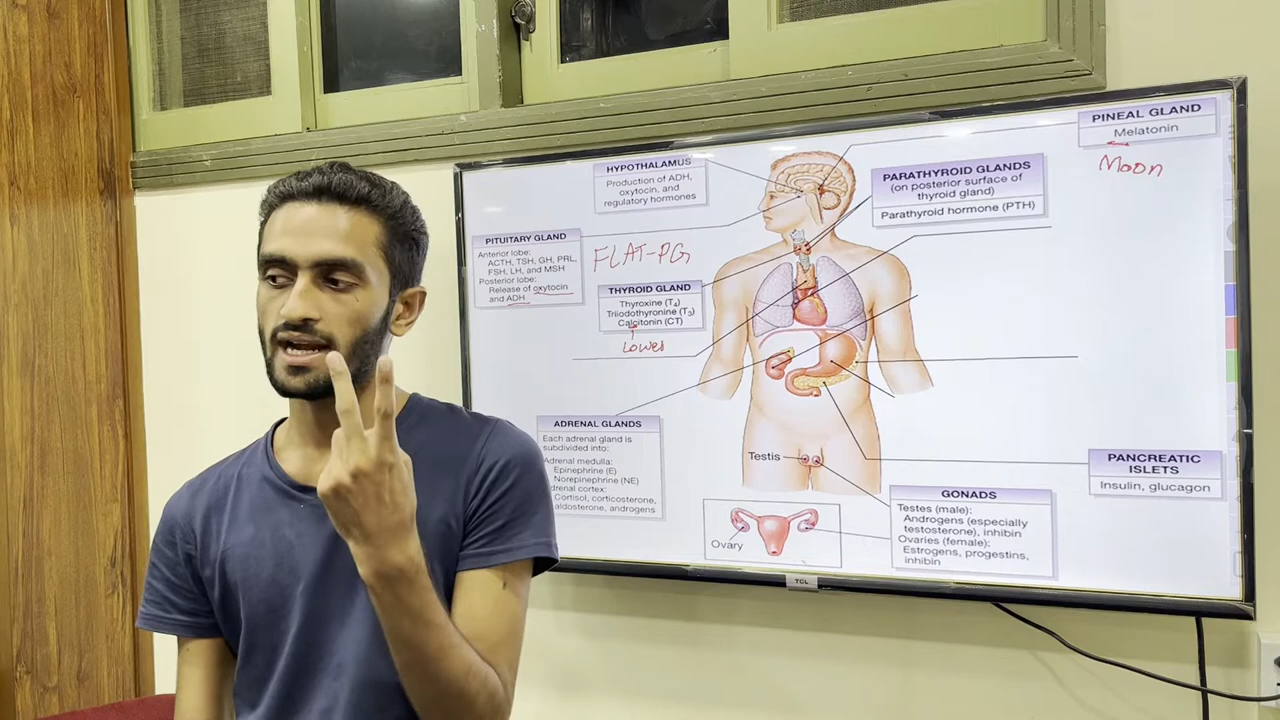 PINEAL GLAND
Melatonin
Moon
HYPOTHALAMUS
Production of ADH,
oxytocin, and
regulatory hormones
PARATHYROID GLANDS
(on posterior surface of
thyroid gland)
Parathyroid hormone (PTH)
PITUITARY GLAND
Anterior lobe:
ACTH, TSH, GH, PRL,
FSH, LH, and MSH
Posterior lobe:
Release of oxytocin
and ADH
FLAT-PG
THYROID GLAND
Thyroxine (T4)
Triiodothyronine (T3)
Calcitonin (CT)
Lower
ADRENAL GLANDS
Each adrenal gland is
subdivided into:
Adrenal medulla:
Epinephrine (E)
Norepinephrine (NE)
drenal cortex:
Cortisol, corticosterone,
aldosterone, androgens
Testis
PANCREATIC
ISLETS
Insulin, glucagon
GONADS
Testes (male):
Androgens (especially
testosterone), inhibin
Ovaries (female):
Estrogens, progestins,
inhibin
Ovary
TCL